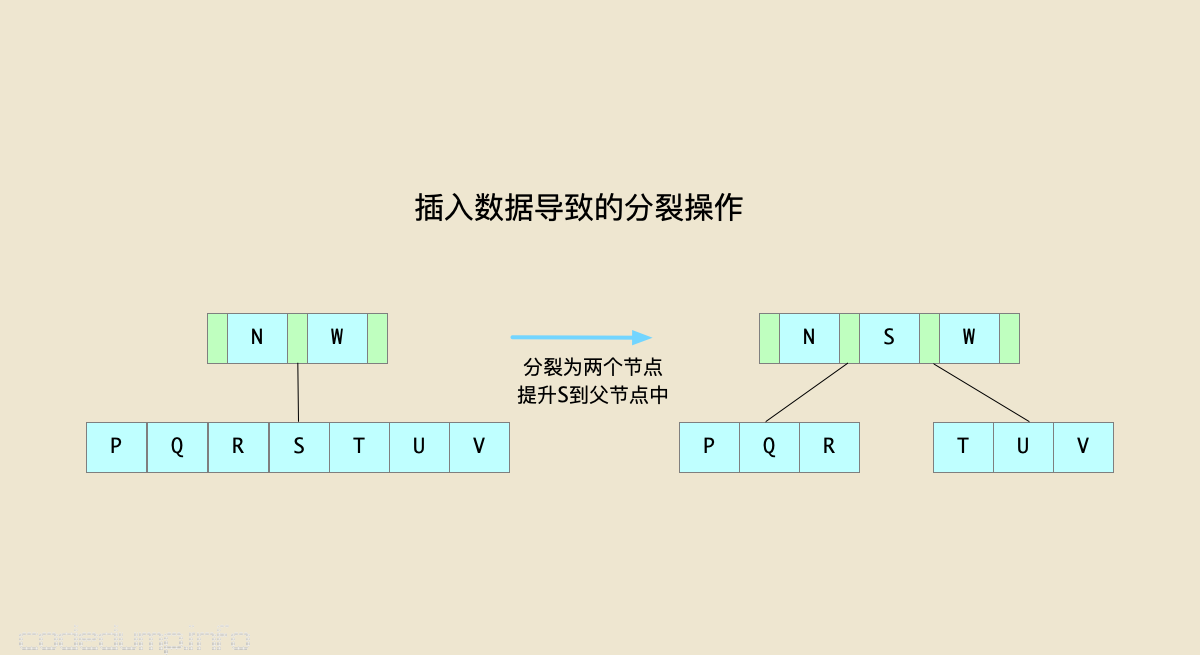 插入数据导致的分裂操作
N W
N S W
分裂为两个节点
提升S到父节点中
P Q R S T U V
P Q R
T U V
codedump.info